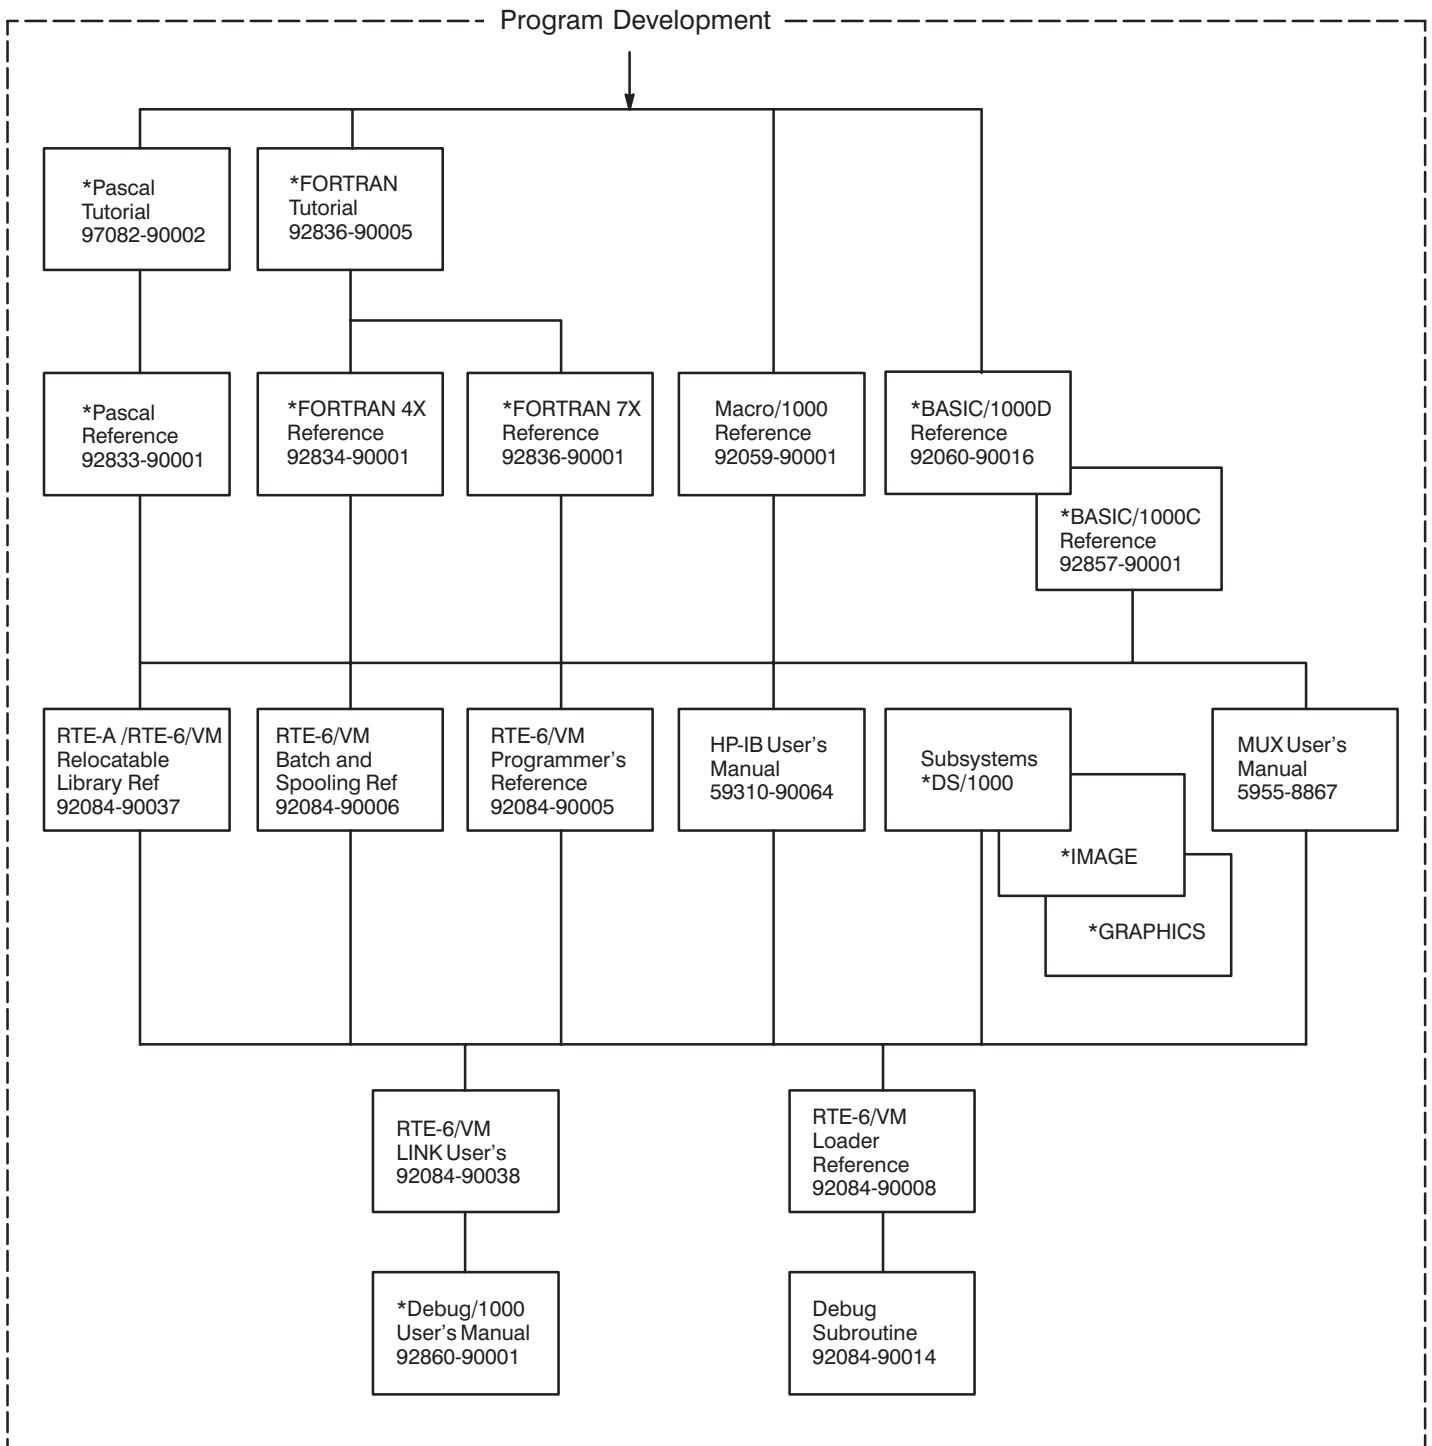 Program Development
*Pascal
Tutorial
97082-90002
*FORTRAN
Tutorial
92836-90005
*Pascal
Reference
92833-90001
*FORTRAN 4X
Reference
92834-90001
*FORTRAN 7X
Reference
92836-90001
Macro/1000
Reference
92059-90001
*BASIC/1000D
Reference
92060-90016
*BASIC/1000C
Reference
92857-90001
RTE-A /RTE-6/VM
Relocatable
Library Ref
92084-90037
RTE-6/VM
Batch and
Spooling Ref
92084-90006
RTE-6/VM
Programmer's
Reference
92084-90005
HP-IB User's
Manual
59310-90064
Subsystems
*DS/1000
*IMAGE
*GRAPHICS
MUX User's
Manual
5955-8867
RTE-6/VM
LINK User's
92084-90038
RTE-6/VM
Loader
Reference
92084-90008
*Debug/1000
User's Manual
92860-90001
Debug
Subroutine
92084-90014